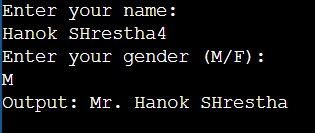 Enter your name:
Hanok SHrestha4
Enter your gender (M/F):
M
Output: Mr. Hanok SHrestha